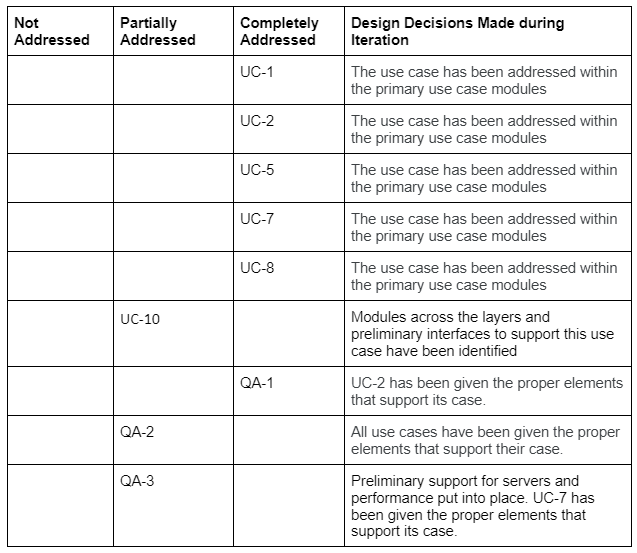 Not Addressed
Partially Addressed
Completely Addressed
Design Decisions Made during Iteration
UC-1
The use case has been addressed within
the primary use case modules
UC-2
The use case has been addressed within
the primary use case modules
UC-5
The use case has been addressed within
the primary use case modules
UC-7
The use case has been addressed within
the primary use case modules
UC-8
The use case has been addressed within
the primary use case modules
UC-10
Modules across the layers and
preliminary interfaces to support this use
case have been identified
QA-1
UC-2 has been given the proper elements
that support its case.
QA-2
All use cases have been given the proper
elements that support their case.
QA-3
Preliminary support for servers and
performance put into place. UC-7 has
been given the proper elements that
support its case.